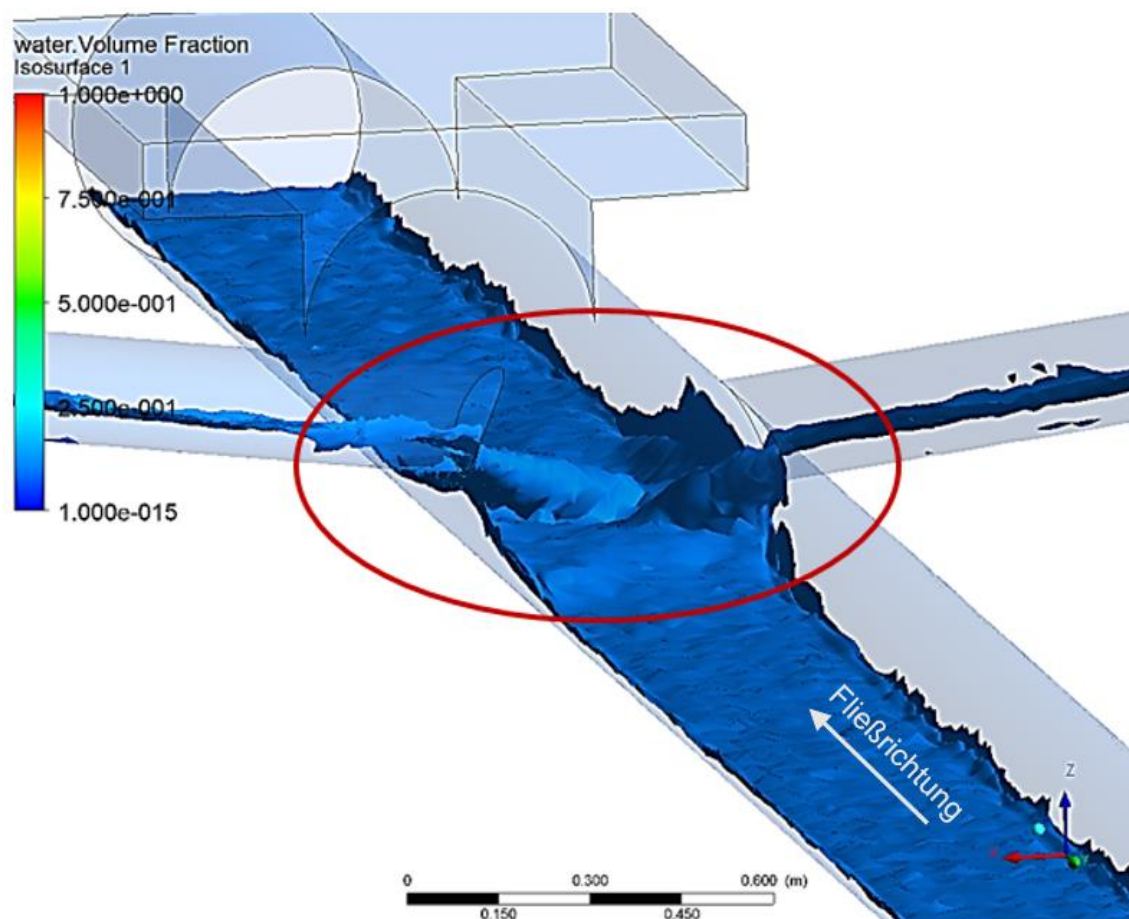 water.Volume Fraction
Isosurface 1
1.000e+000
7.500e-001
5.000e-001
2.500e-001
1.000e-015
Fließrichtung
Z
0
0.300
0.600 (m)
0.150
0.450